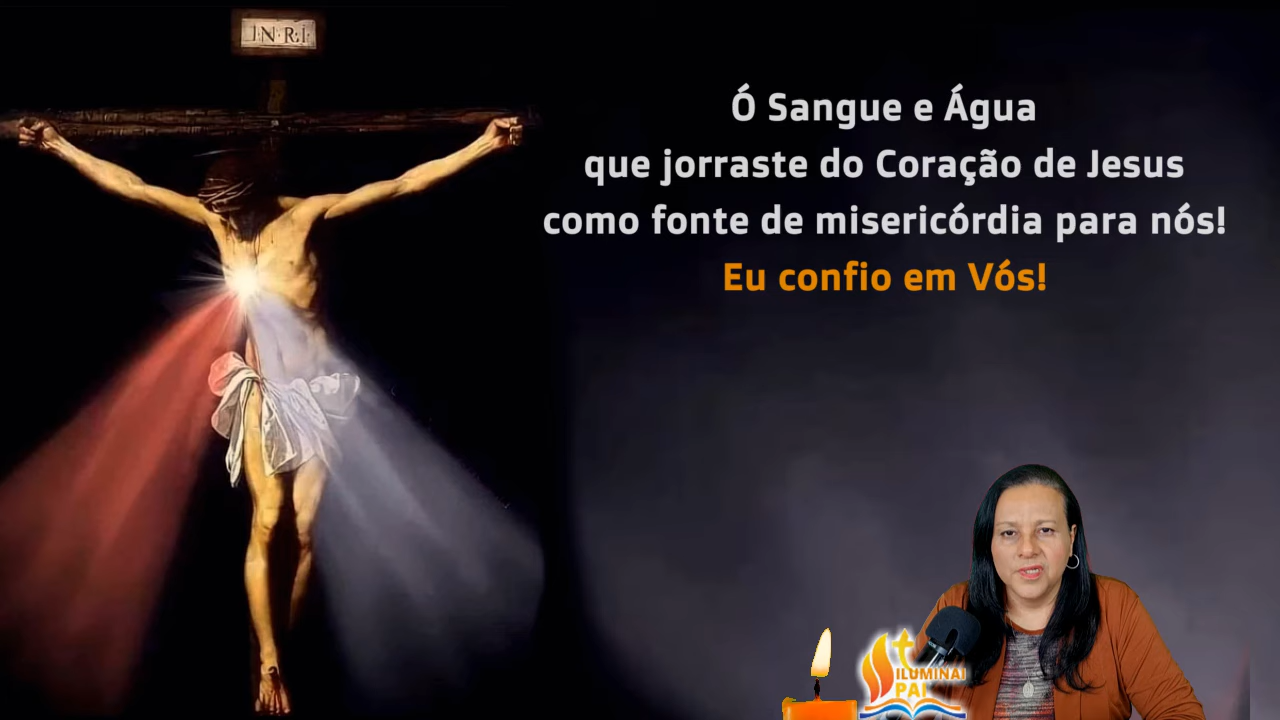 INRI
Ó Sangue e Água
que jorraste do Coração de Jesus
como fonte de misericórdia para nós!
Eu confio em Vós!
ILUMINAI
PAI